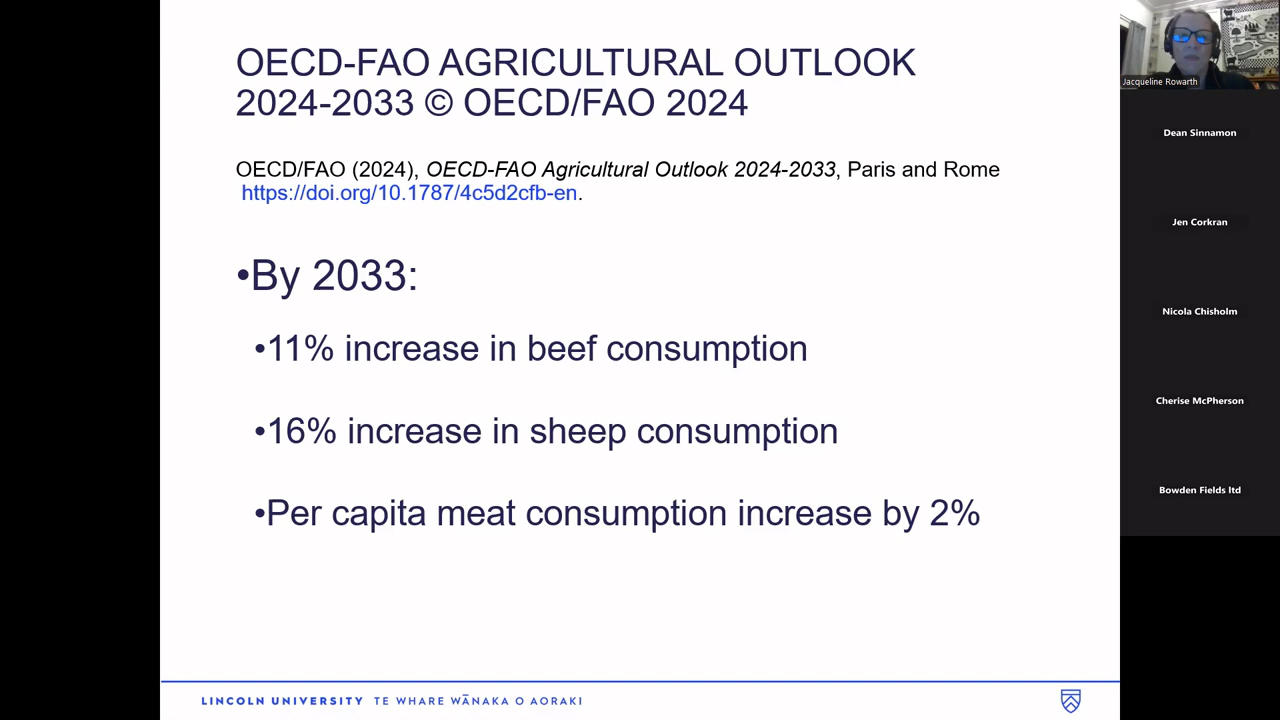 OECD-FAO AGRICULTURAL OUTLOOK
2024-2033 © OECD/FAO 2024
OECD/FAO (2024), OECD-FAO Agricultural Outlook 2024-2033, Paris and Rome
https://doi.org/10.1787/4c5d2cfb-en.
•By 2033:
•11% increase in beef consumption
•16% increase in sheep consumption
•Per capita meat consumption increase by 2%
LINCOLN UNIVERSITY TE WHARE WĀNAKA O AORAKI
Jacqueline Rowarth
Dean Sinnamon
Jen Corkran
Nicola Chisholm
Cherise McPherson
Bowden Fields ltd